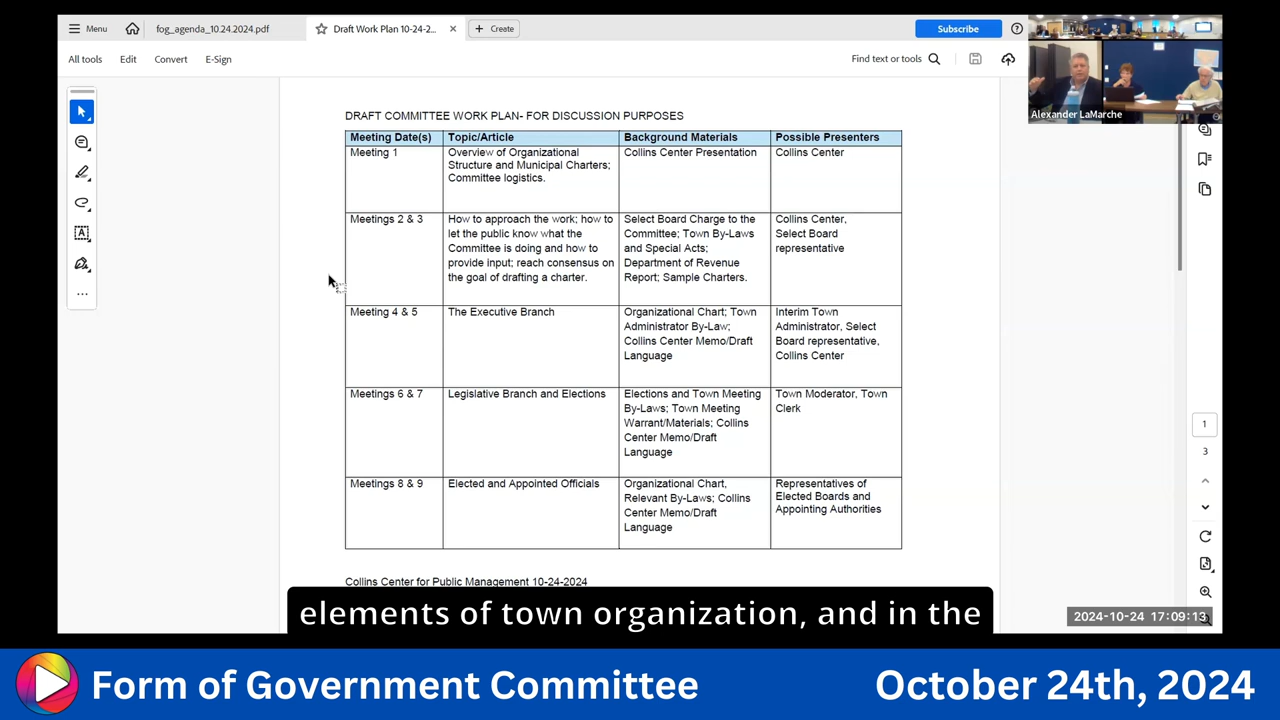 Menu
fog_agenda_10.24.2024.pdf
Draft Work Plan 10-24-2...
Create
Subscribe
All tools
Edit
Convert
E-Sign
Find text or tools
Alexander LaMarche
DRAFT COMMITTEE WORK PLAN- FOR DISCUSSION PURPOSES
Meeting Date(s)
Topic/Article
Background Materials
Possible Presenters
Meeting 1
Overview of Organizational
Structure and Municipal Charters;
Committee logistics.
Collins Center Presentation
Collins Center
Meetings 2 & 3
How to approach the work; how to
let the public know what the
Committee is doing and how to
provide input; reach consensus on
the goal of drafting a charter.
Select Board Charge to the
Committee; Town By-Laws
and Special Acts;
Department of Revenue
Report; Sample Charters.
Collins Center,
Select Board
representative
Meeting 4 & 5
The Executive Branch
Organizational Chart; Town
Administrator By-Law;
Collins Center Memo/Draft
Language
Interim Town
Administrator, Select
Board representative,
Collins Center
Meetings 6 & 7
Legislative Branch and Elections
Elections and Town Meeting
By-Laws; Town Meeting
Warrant/Materials; Collins
Center Memo/Draft
Language
Town Moderator, Town
Clerk
Meetings 8 & 9
Elected and Appointed Officials
Organizational Chart,
Relevant By-Laws; Collins
Center Memo/Draft
Language
Representatives of
Elected Boards and
Appointing Authorities
Collins Center for Public Management 10-24-2024
1
3
elements of town organization, and in the
2024-10-24 17:09:13
Form of Government Committee
October 24th, 2024